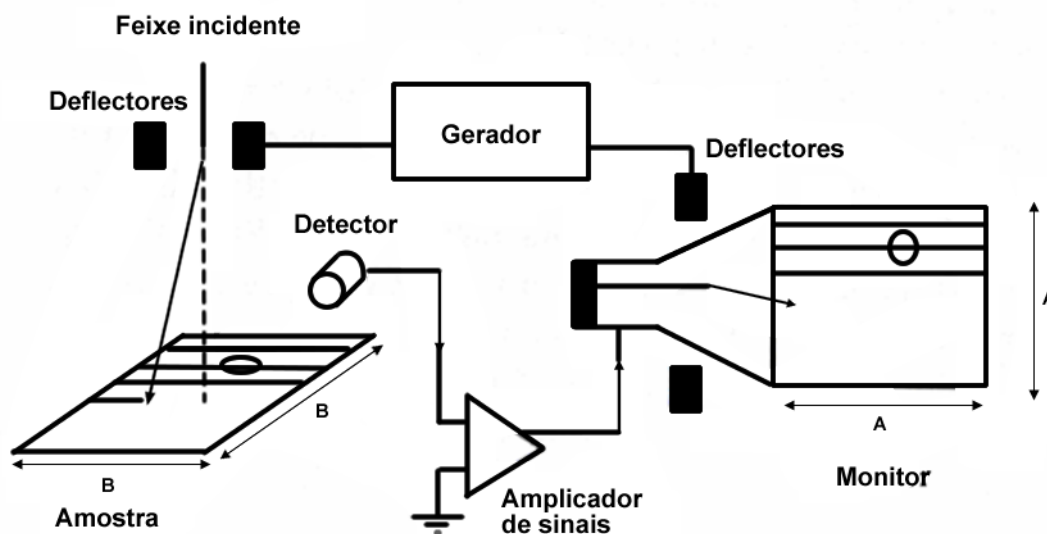 Feixe incidente
Deflectores
Gerador
Deflectores
Detector
A
A
B
B
Amostra
Amplicador
de sinais
Monitor